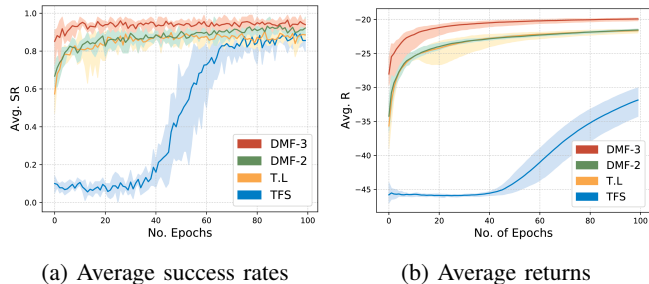 Avg. SR
1.0
0.8
0.6
0.4
0.2
0.0
0
20
40
60
80
100
No. Epochs
DMF-3
DMF-2
T.L
TFS
(a) Average success rates
Avg. R
−20
−25
−30
−35
−40
−45
0
20
40
60
80
100
No. of Epochs
DMF-3
DMF-2
T.L
TFS
(b) Average returns